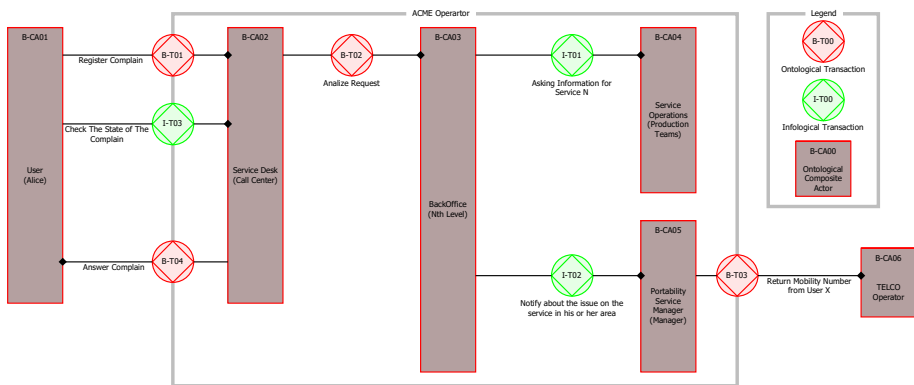 ACME Operartor
B-CA01
User
(Alice)
Register Complain
B-T01
Check The State of The
Complain
I-T03
Answer Complain
B-T04
B-CA02
Service Desk
(Call Center)
B-T02
Analize Request
B-CA03
BackOffice
(Nth Level)
I-T01
Asking Information for
Service N
B-CA04
Service
Operations
(Production
Teams)
I-T02
Notify about the issue on the
service in his or her area
B-CA05
Portability
Service
Manager
(Manager)
B-T03
Return Mobility Number
from User X
B-CA06
TELCO
Operator
Legend
B-T00
Ontological Transaction
I-T00
Infological Transaction
B-CA00
Ontological
Composite
Actor